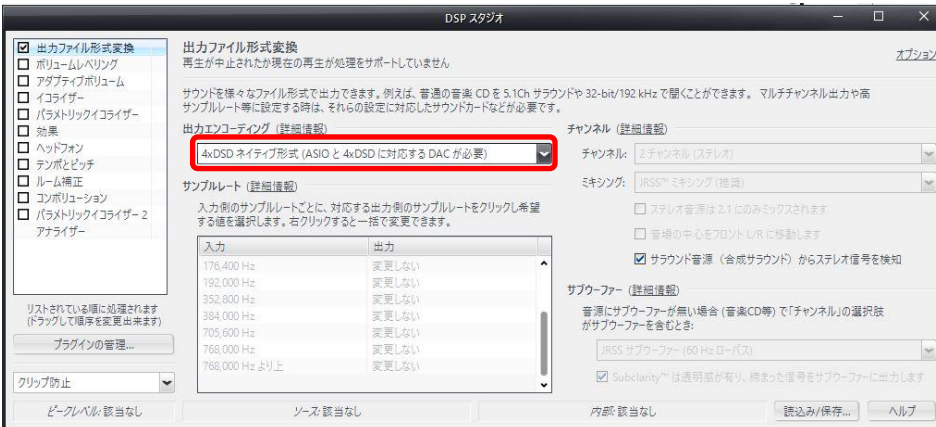 DSP スタジオ
出力ファイル形式変換
ボリュームレベリング
アダプティブボリューム
イコライザー
パラメトリックイコライザー
効果
ヘッドフォン
テンポとピッチ
ルーム補正
コンボリューション
パラメトリックイコライザー 2
アナライザー
リストされている順に処理されます
(ドラッグして順序を変更出来ます)
プラグインの管理...
クリップ防止
出力ファイル形式変換
再生が中止されたか現在の再生が処理をサポートしていません
オプション
サウンドを様々なファイル形式で出力できます。例えば、普通の音楽 CD を 5.1Ch サラウンドや 32-bit/192 kHz で聞くことができます。 マルチチャンネル出力や高
サンプルレート等に設定する時は、それらの設定に対応したサウンドカードなどが必要です。
出力エンコーディング (詳細情報)
4xDSD ネイティブ形式 (ASIO と 4xDSD に対応する DAC が必要)
サンプルレート (詳細情報)
入力側のサンプルレートごとに、対応する出力側のサンプルレートをクリックし希望
する値を選択します。右クリックすると一括で変更できます。
入力 出力
176,400 Hz 変更しない
192,000 Hz 変更しない
352,800 Hz 変更しない
384,000 Hz 変更しない
705,600 Hz 変更しない
768,000 Hz 変更しない
768,000 Hz より上 変更しない
チャンネル (詳細情報)
チャンネル: 2 チャンネル (ステレオ)
ミキシング: JRSS™ ミキシング (推奨)
ステレオ音源は 2.1 にのみミックスされます
音場の中心をフロント L/R に移動します
サラウンド音源 (合成サラウンド) からステレオ信号を検知
サブウーファー (詳細情報)
音源にサブウーファーが無い場合 (音楽CD等) で「チャンネル」の選択肢
がサブウーファーを含むとき:
JRSS サブウーファー (60 Hz ローパス)
Subclarity™ は透明感が有り、締まった信号をサブウーファーに出力します
ピークレベル: 該当なし
ソース: 該当なし
内部: 該当なし
読込み/保存...
ヘルプ